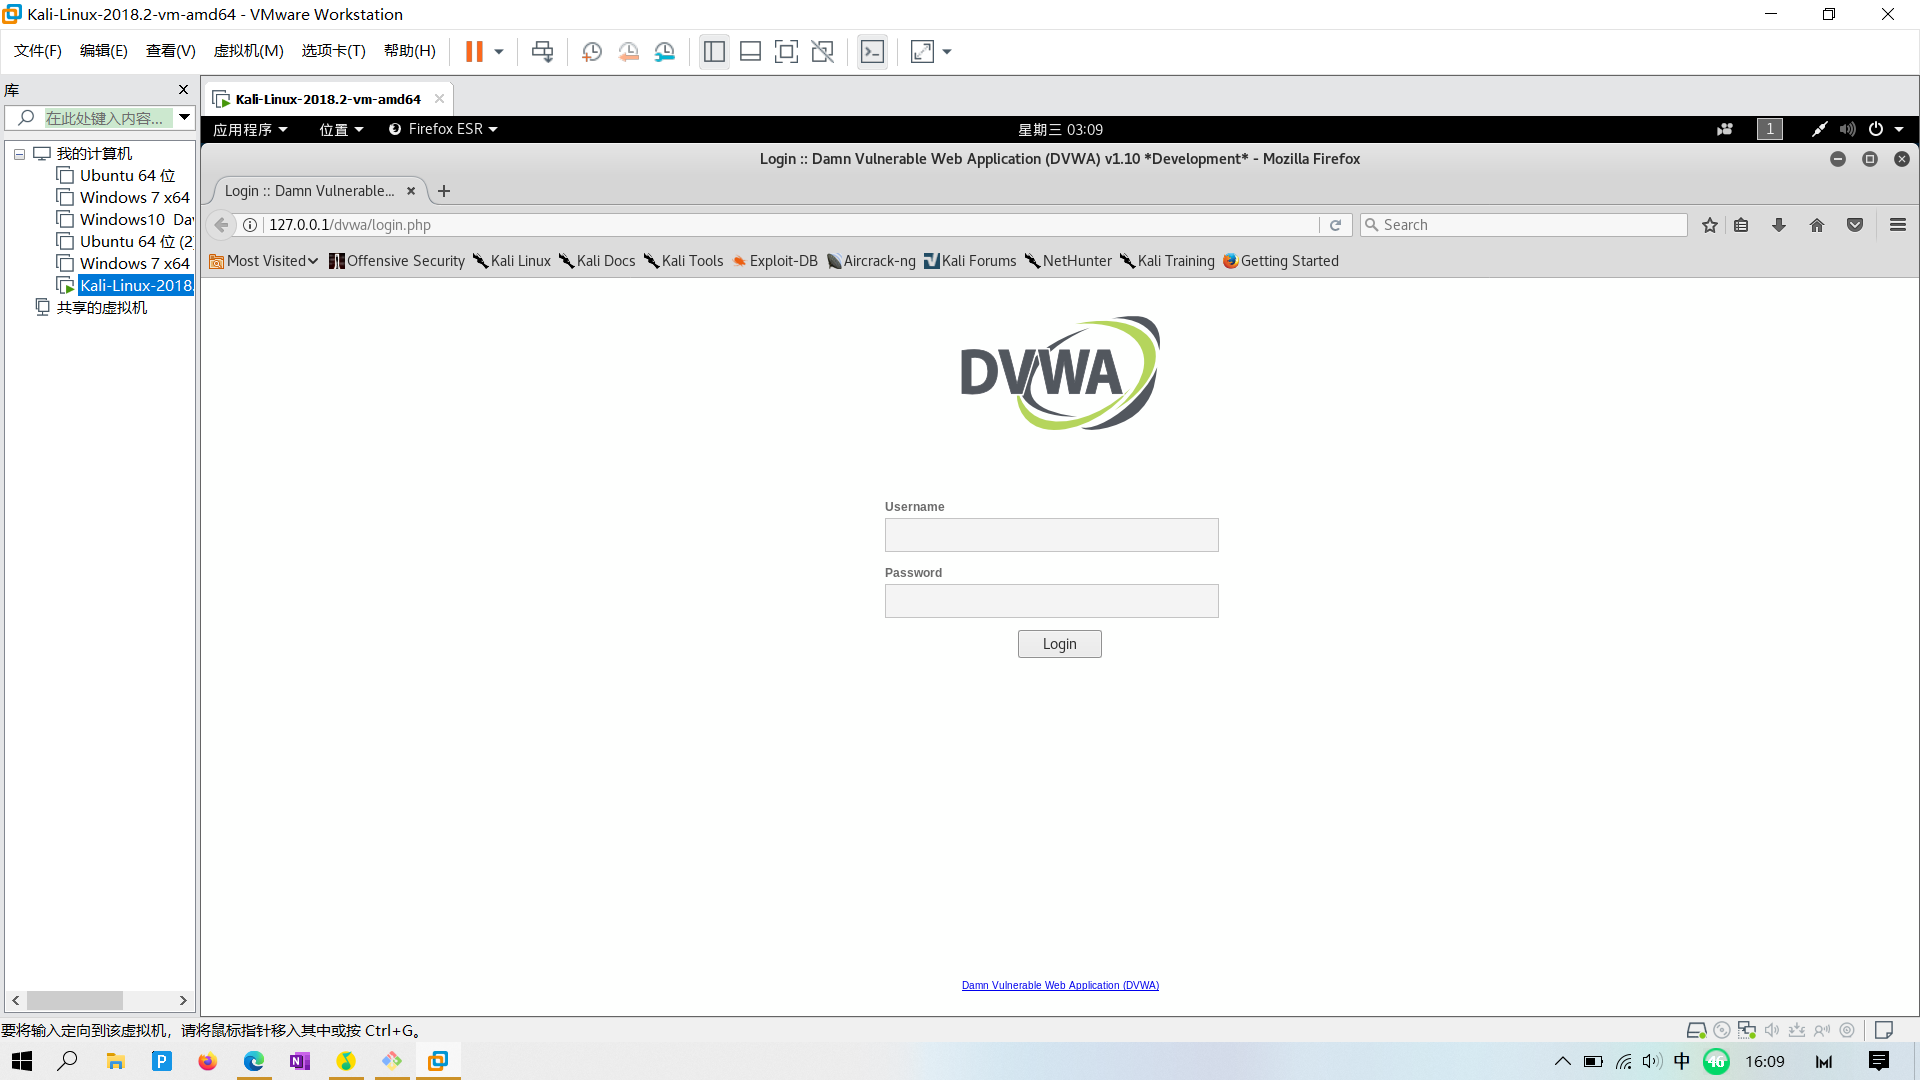 Kali-Linux-2018.2-vm-amd64 - VMware Workstation
文件(F) 编辑(E) 查看(V) 虚拟机(M) 选项卡(T) 帮助(H)
库
在此处键入内容...
我的计算机
Ubuntu 64 位
Windows 7 x64
Windows10 Da
Ubuntu 64 位 (2
Windows 7 x64
Kali-Linux-2018.
共享的虚拟机
Kali-Linux-2018.2-vm-amd64
应用程序 位置 Firefox ESR 星期三 03:09 1
Login :: Damn Vulnerable Web Application (DVWA) v1.10 *Development* - Mozilla Firefox
Login :: Damn Vulnerable...
127.0.0.1/dvwa/login.php Search
Most Visited Offensive Security Kali Linux Kali Docs Kali Tools Exploit-DB Aircrack-ng Kali Forums NetHunter Kali Training Getting Started
DVWA
Username
Password
Login
Damn Vulnerable Web Application (DVWA)
要将输入定向到该虚拟机，请将鼠标指针移入其中或按 Ctrl+G。
中 46 16:09